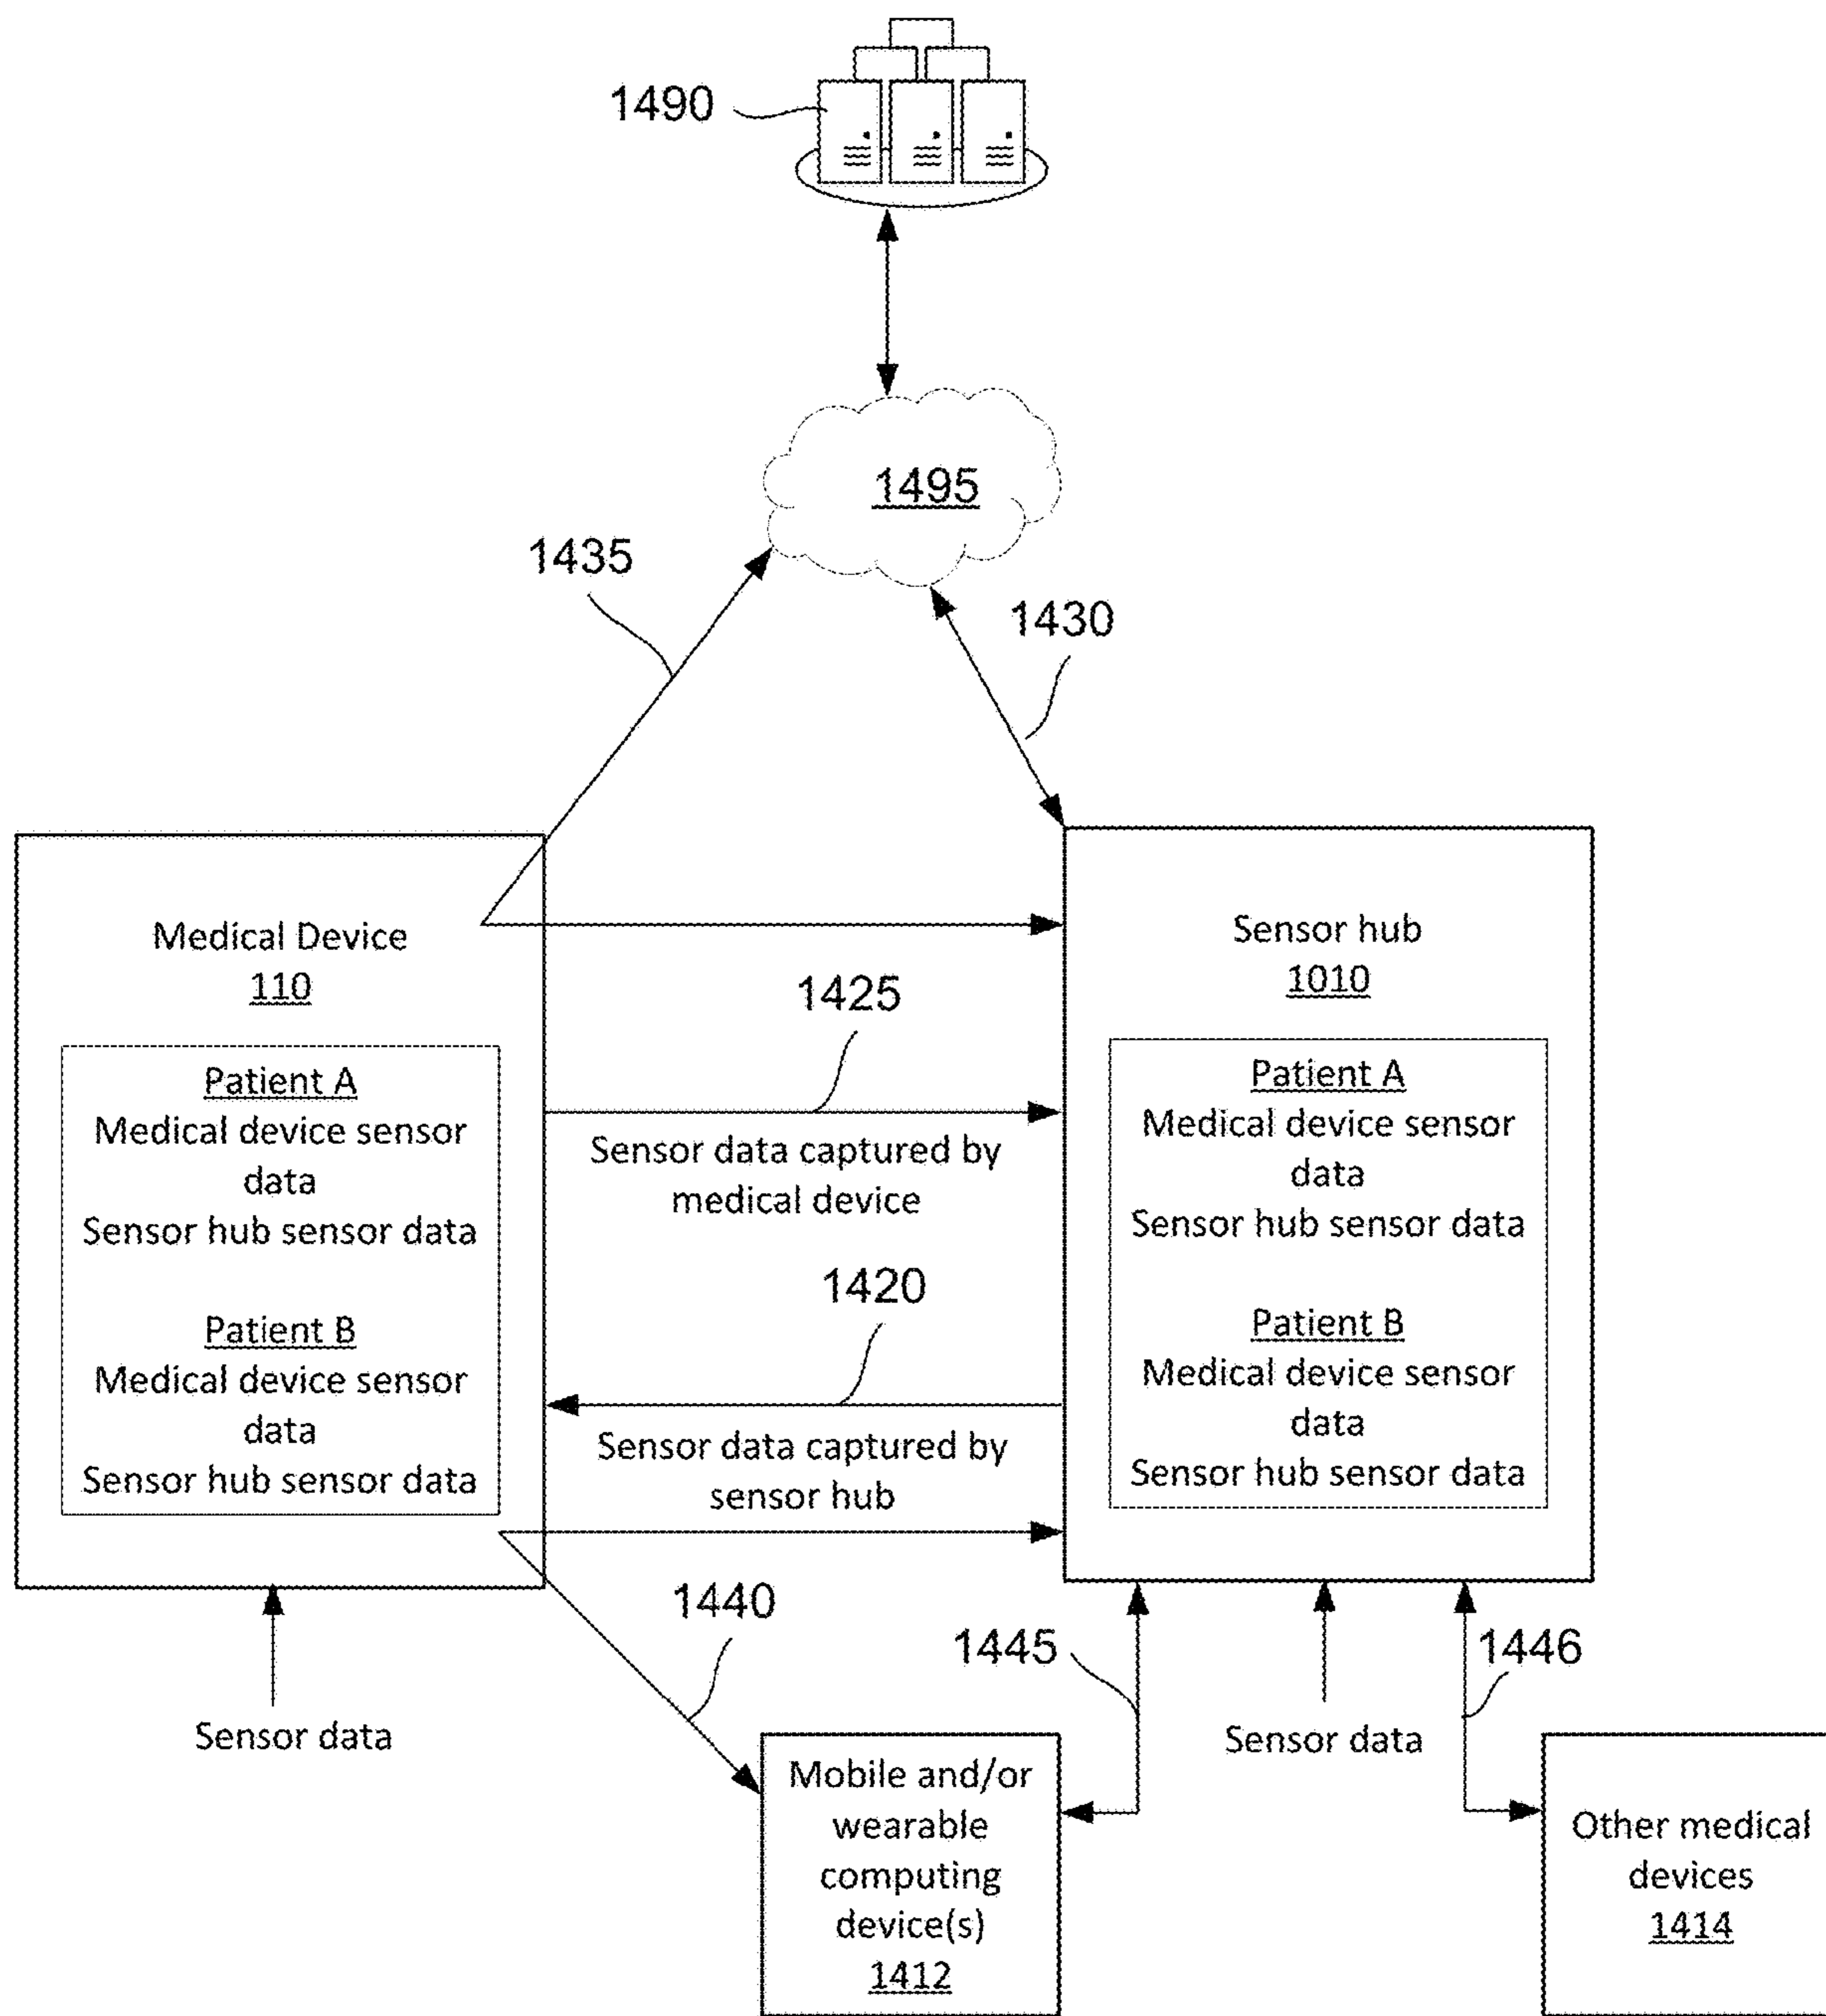 1490
1495
1435
1430
Medical Device
110
Patient A
Medical device sensor
data
Sensor hub sensor data
Patient B
Medical device sensor
data
Sensor hub sensor data
1425
Sensor data captured by
medical device
1420
Sensor data captured by
sensor hub
Sensor hub
1010
Patient A
Medical device sensor
data
Sensor hub sensor data
Patient B
Medical device sensor
data
Sensor hub sensor data
1440
1445
1446
Sensor data
Sensor data
Mobile and/or
wearable
computing
device(s)
1412
Other medical
devices
1414